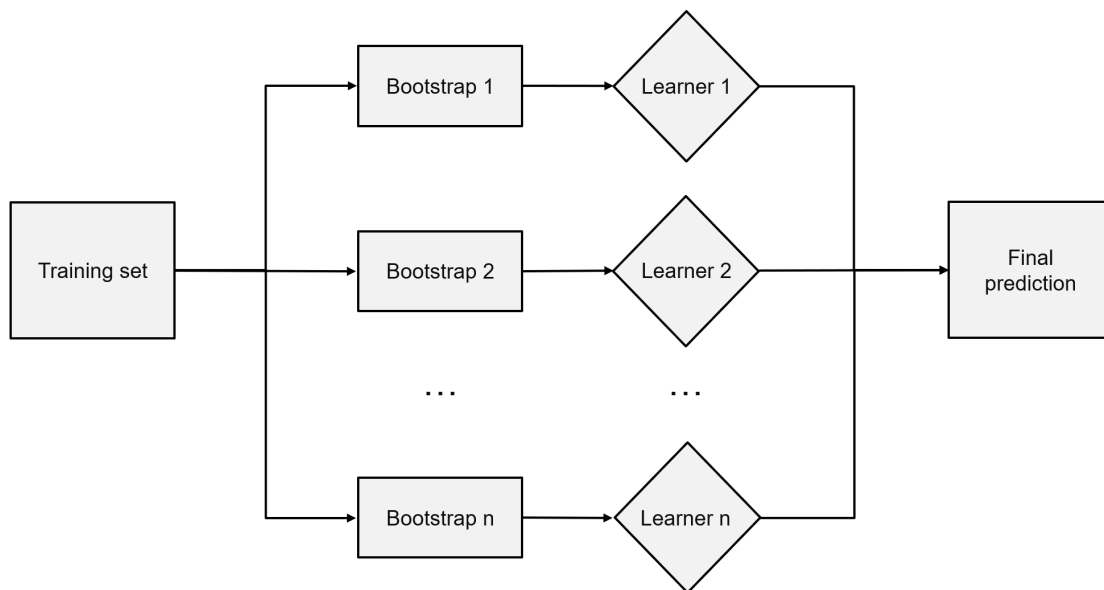 Bootstrap 1
Learner 1
Training set
Bootstrap 2
Learner 2
Final
prediction
...
...
Bootstrap n
Learner n